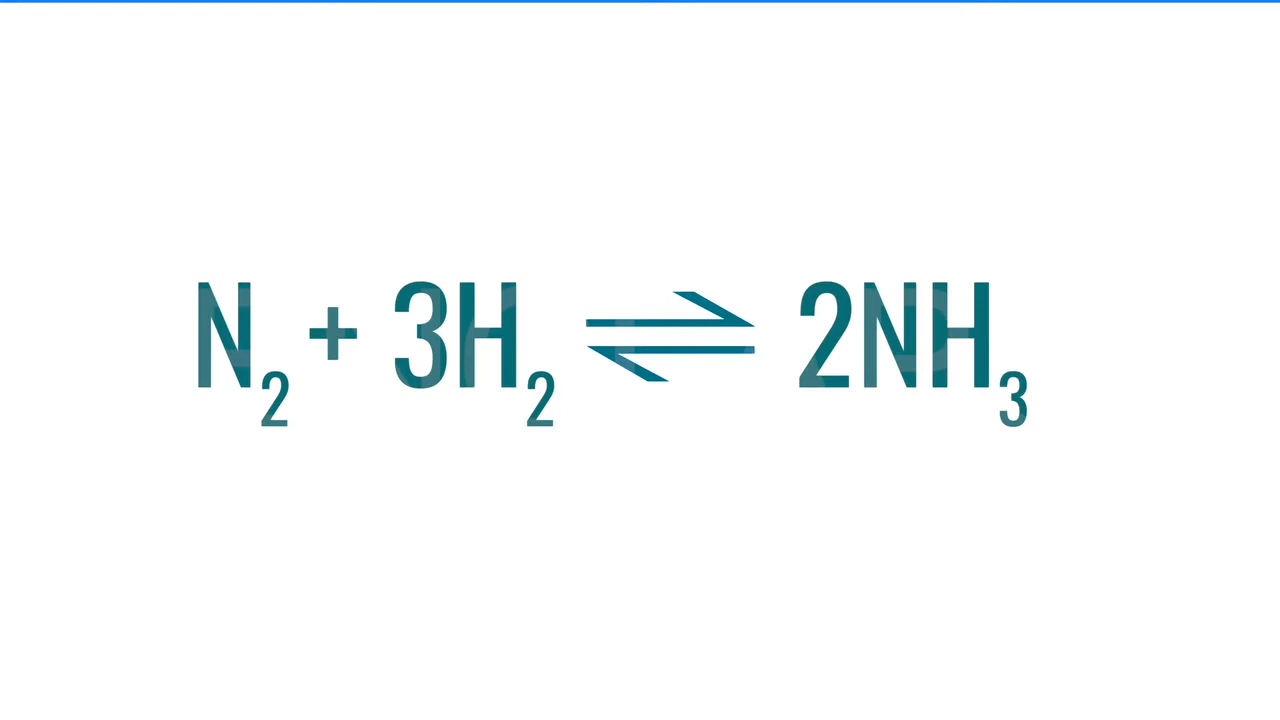 N₂ + 3H₂ ⇌ 2NH₃